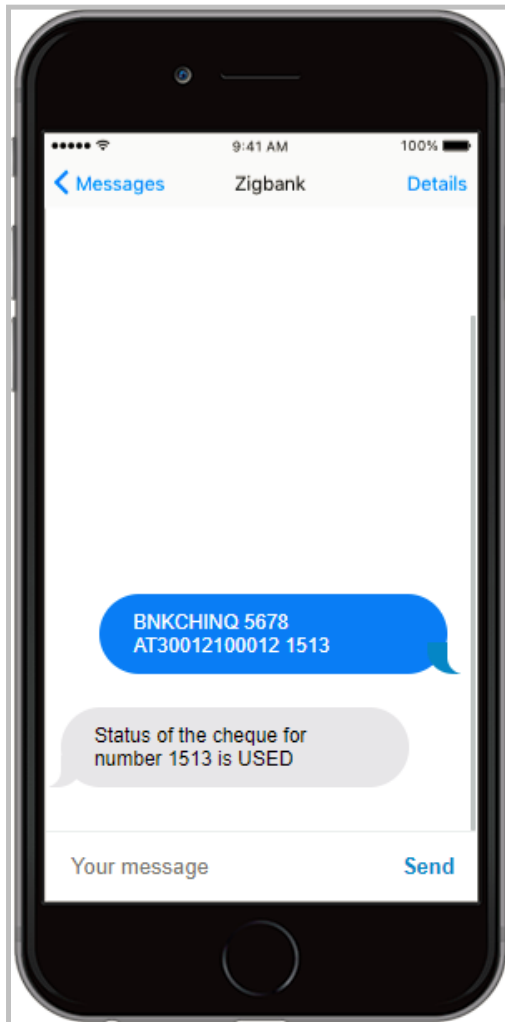 9:41 AM 100%
Messages Zigbank Details
BNKCHINQ 5678
AT30012100012 1513
Status of the cheque for
number 1513 is USED
Your message Send